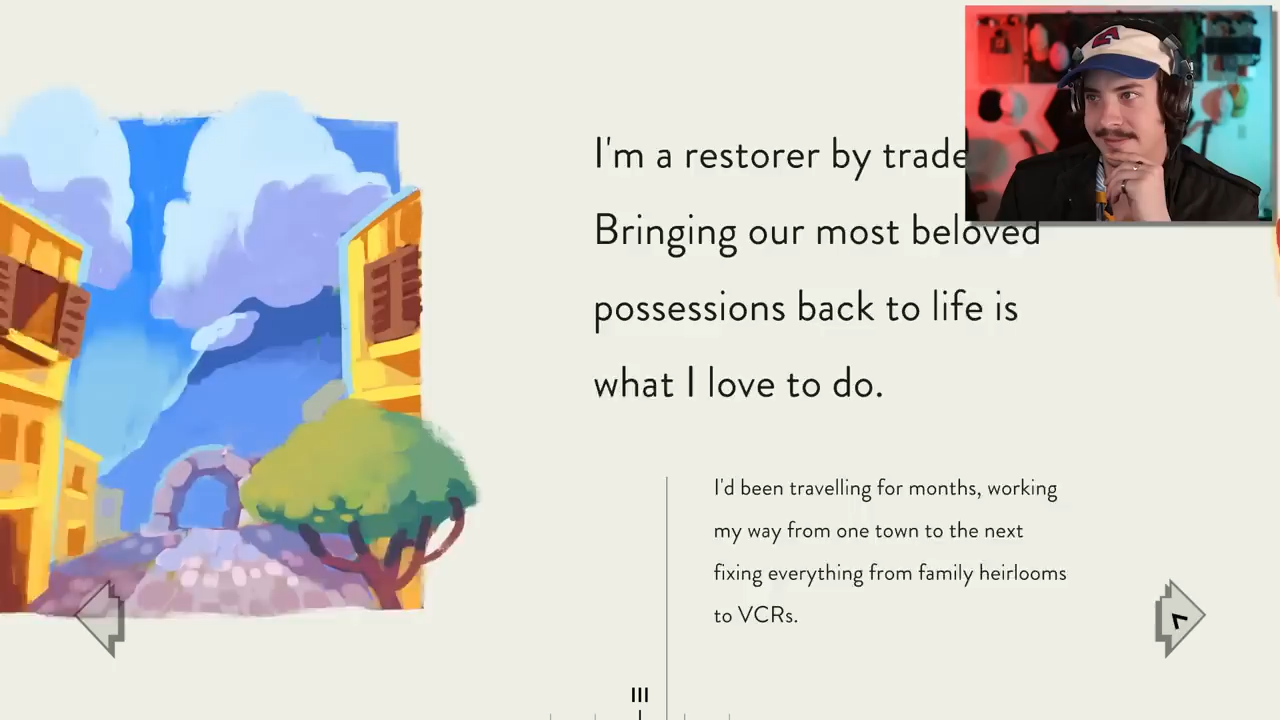 I'm a restorer by trade
Bringing our most beloved
possessions back to life is
what I love to do.
I'd been travelling for months, working
my way from one town to the next
fixing everything from family heirlooms
to VCRs.
III